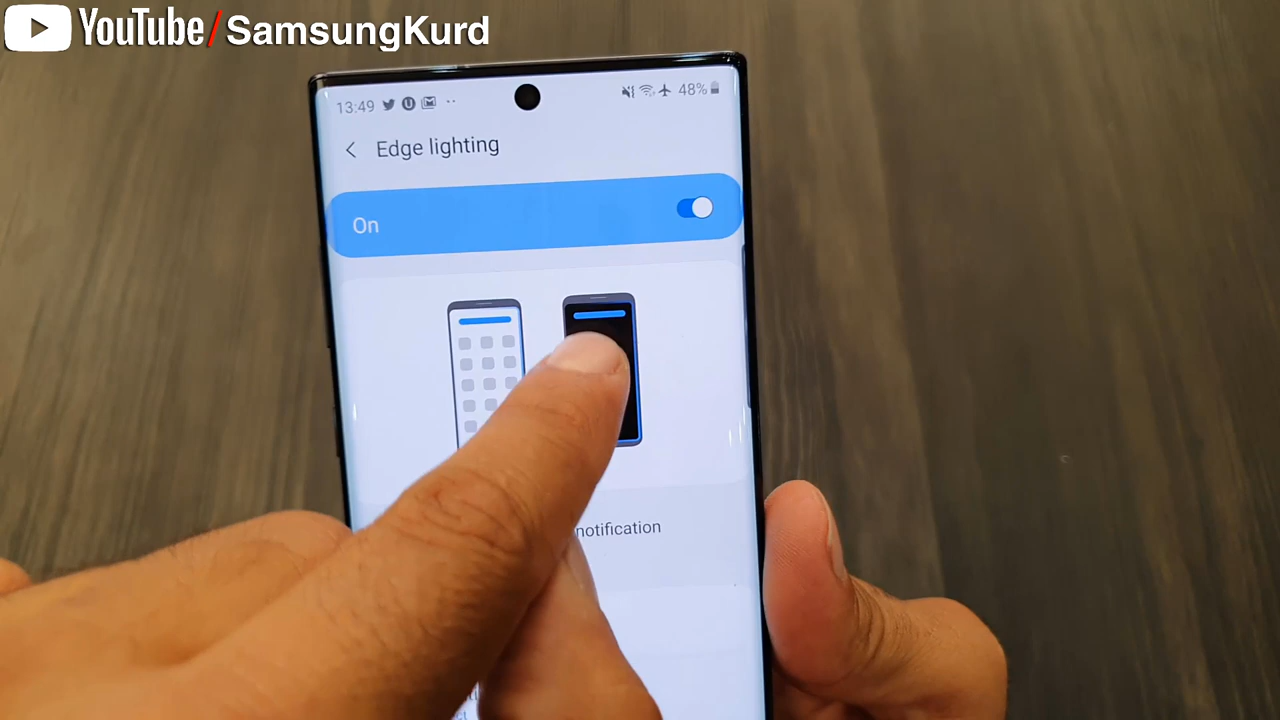 YouTube/SamsungKurd
13:49
48%
Edge lighting
On
notification